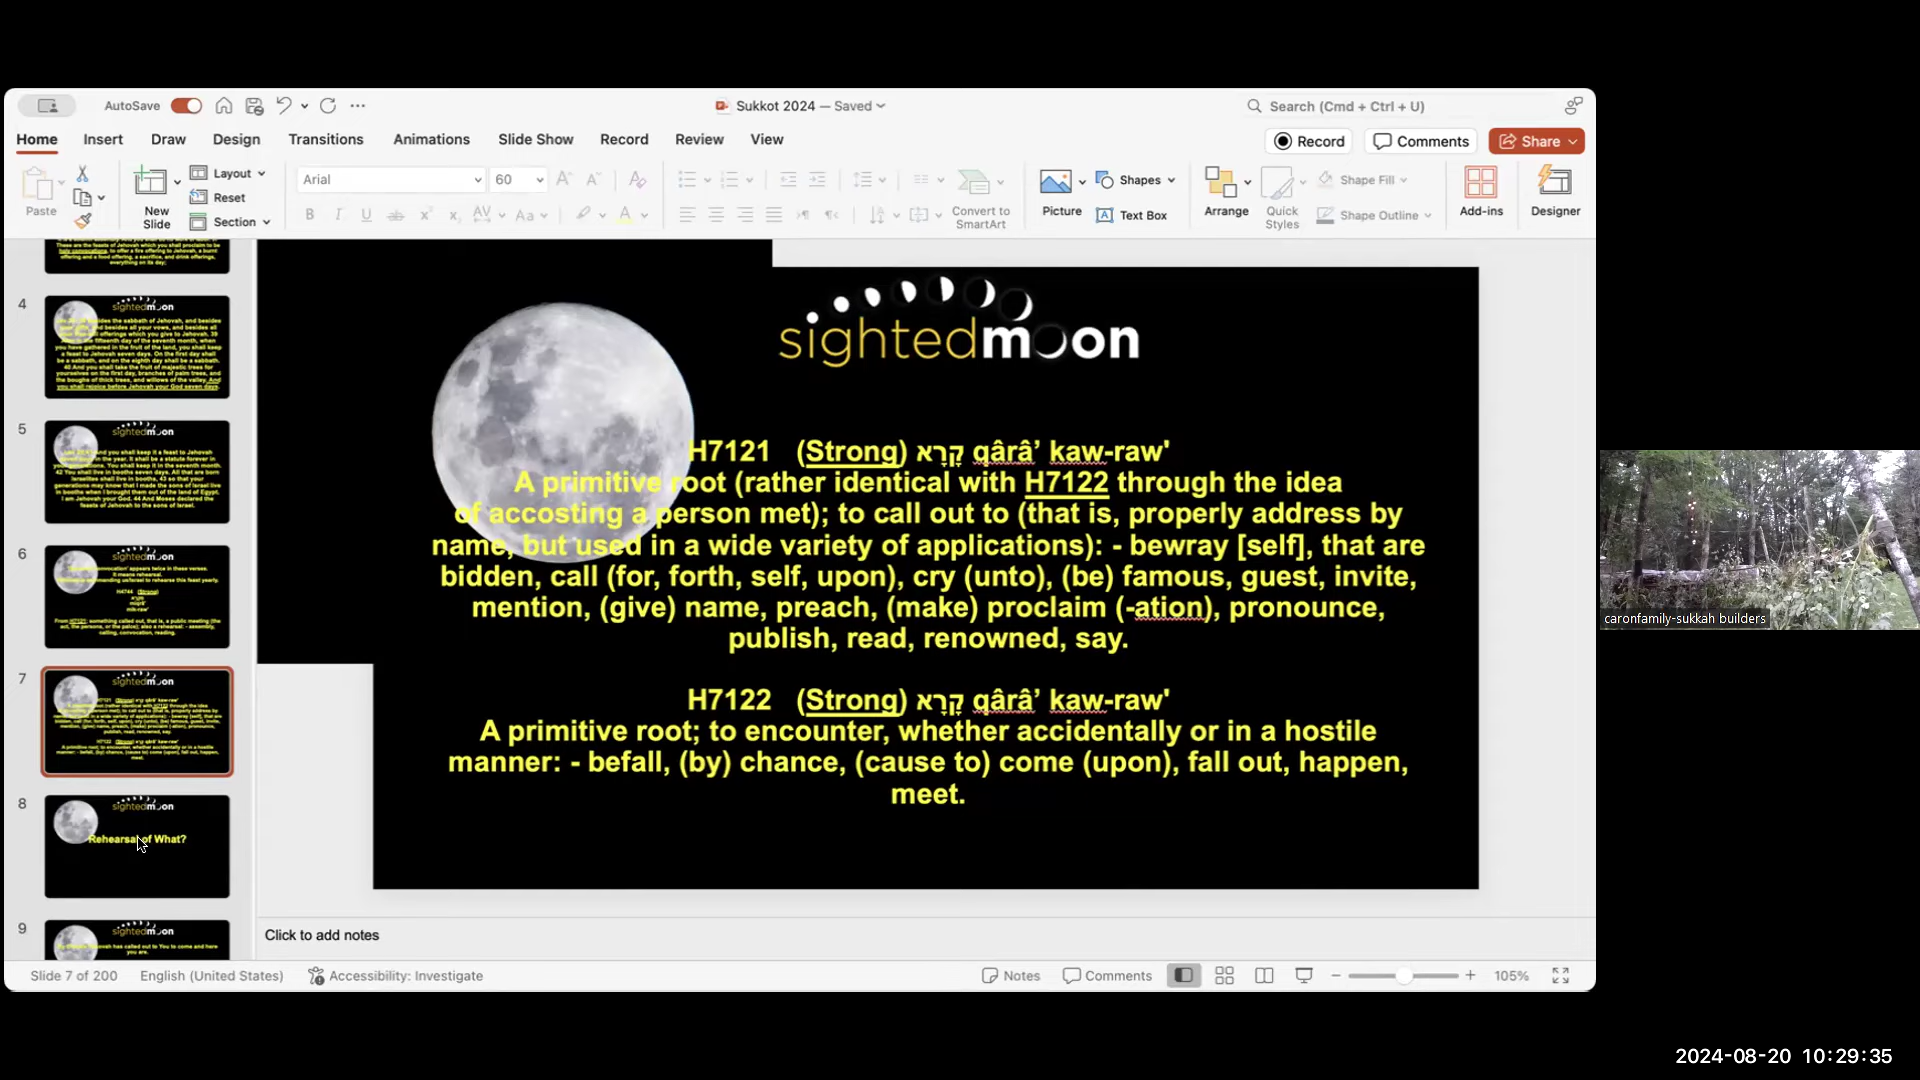 AutoSave
Sukkot 2024 — Saved
Search (Cmd + Ctrl + U)
Home Insert Draw Design Transitions Animations Slide Show Record Review View
Record Comments Share
Paste
New Slide
Layout
Reset
Section
Arial 60
Convert to SmartArt
Picture
Shapes
Text Box
Arrange
Quick Styles
Shape Fill
Shape Outline
Add-ins
Designer
4
5
6
7
8
sightedmoon
Rehearsal of What?
9
sightedmoon
H7121 (Strong) קָרָא qârâ’ kaw-raw'
A primitive root (rather identical with H7122 through the idea
of accosting a person met); to call out to (that is, properly address by
name, but used in a wide variety of applications): - bewray [self], that are
bidden, call (for, forth, self, upon), cry (unto), (be) famous, guest, invite,
mention, (give) name, preach, (make) proclaim (-ation), pronounce,
publish, read, renowned, say.
H7122 (Strong) קָרָא qârâ’ kaw-raw'
A primitive root; to encounter, whether accidentally or in a hostile
manner: - befall, (by) chance, (cause to) come (upon), fall out, happen,
meet.
Click to add notes
Slide 7 of 200 English (United States) Accessibility: Investigate
Notes Comments 105%
caronfamily-sukkah builders
2024-08-20 10:29:35